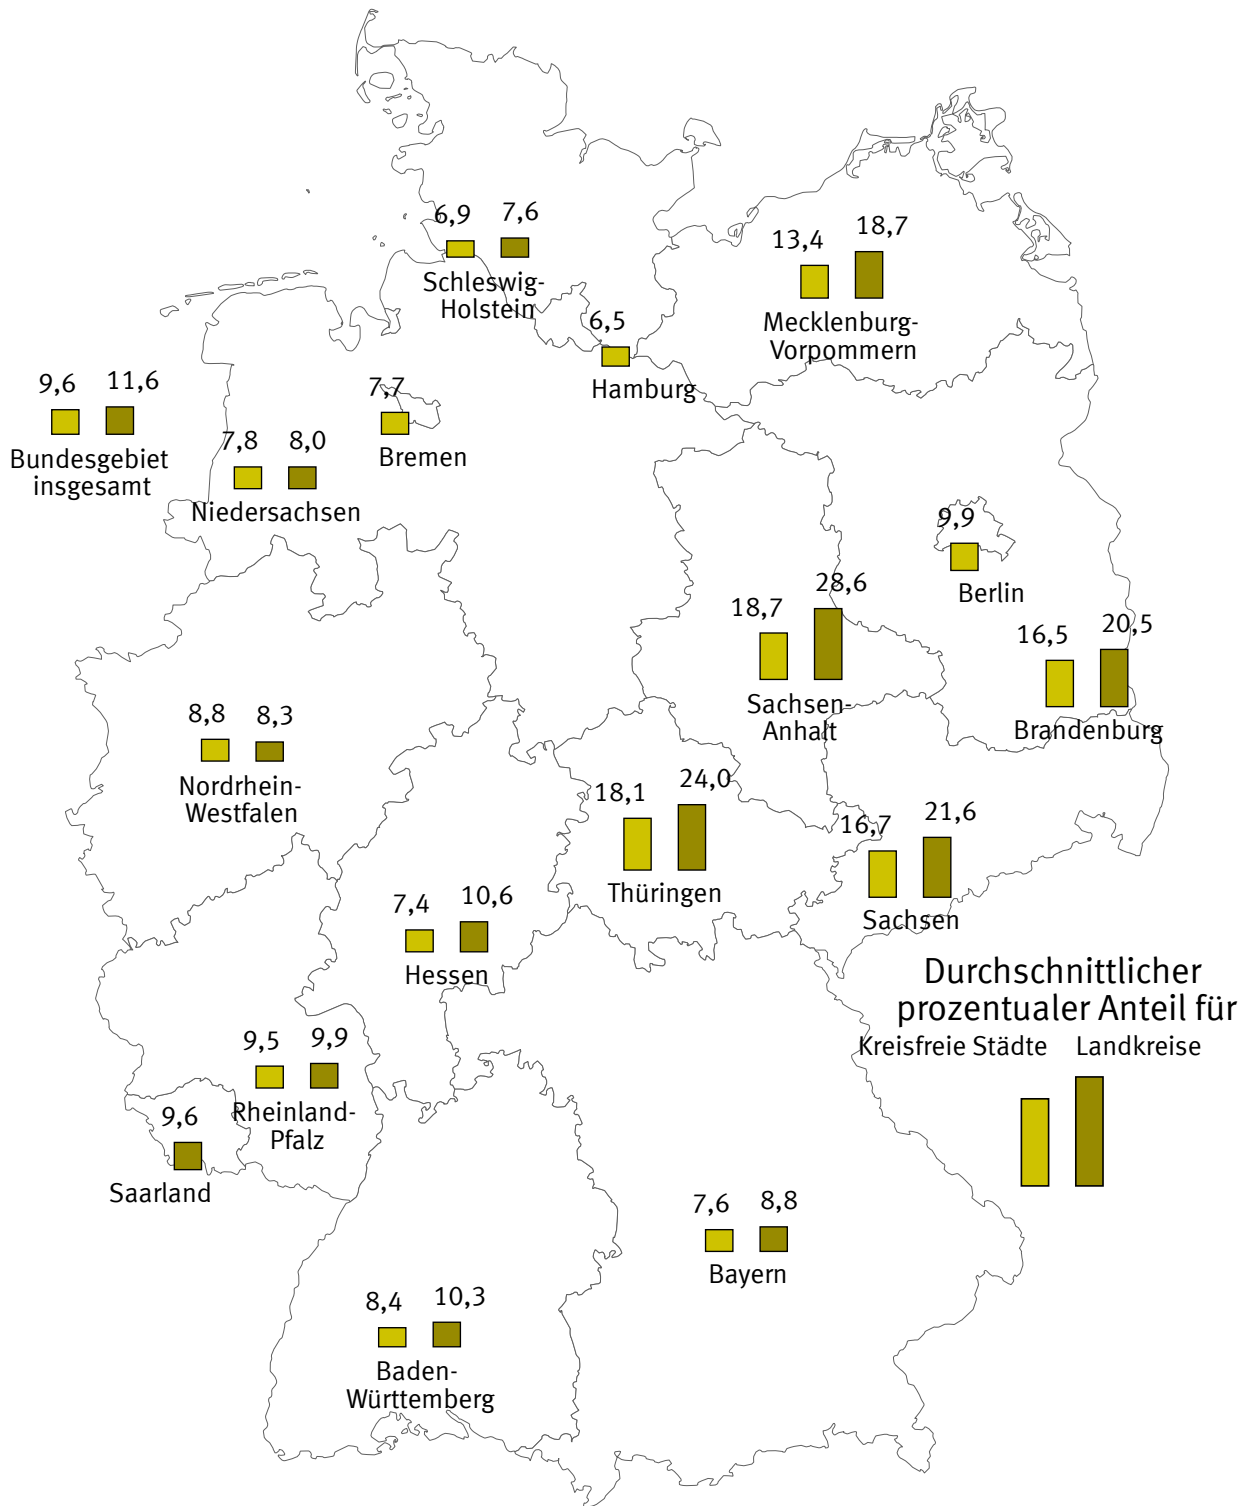 6,9 7,6
Schleswig-
Holstein
13,4 18,7
Mecklenburg-
Vorpommern
6,5
Hamburg
9,6 11,6
Bundesgebiet
insgesamt
7,7
Bremen
7,8 8,0
Niedersachsen
9,9
Berlin
18,7 28,6
Sachsen-
Anhalt
16,5 20,5
Brandenburg
8,8 8,3
Nordrhein-
Westfalen
18,1 24,0
Thüringen
16,7 21,6
Sachsen
7,4 10,6
Hessen
Durchschnittlicher
prozentualer Anteil für
Kreisfreie Städte Landkreise
9,5 9,9
Rheinland-
Pfalz
9,6
Saarland
7,6 8,8
Bayern
8,4 10,3
Baden-
Württemberg